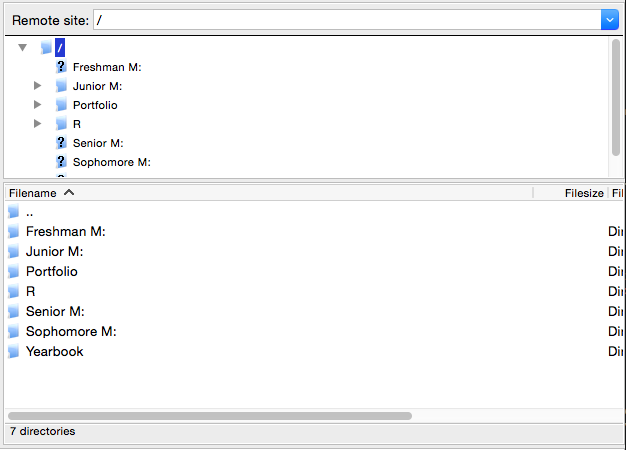 Remote site: /
/
? Freshman M:
Junior M:
Portfolio
R
? Senior M:
? Sophomore M:
Filename Filesize Fil
..
Freshman M: Dir
Junior M: Dir
Portfolio Dir
R Dir
Senior M: Dir
Sophomore M: Dir
Yearbook Dir
7 directories